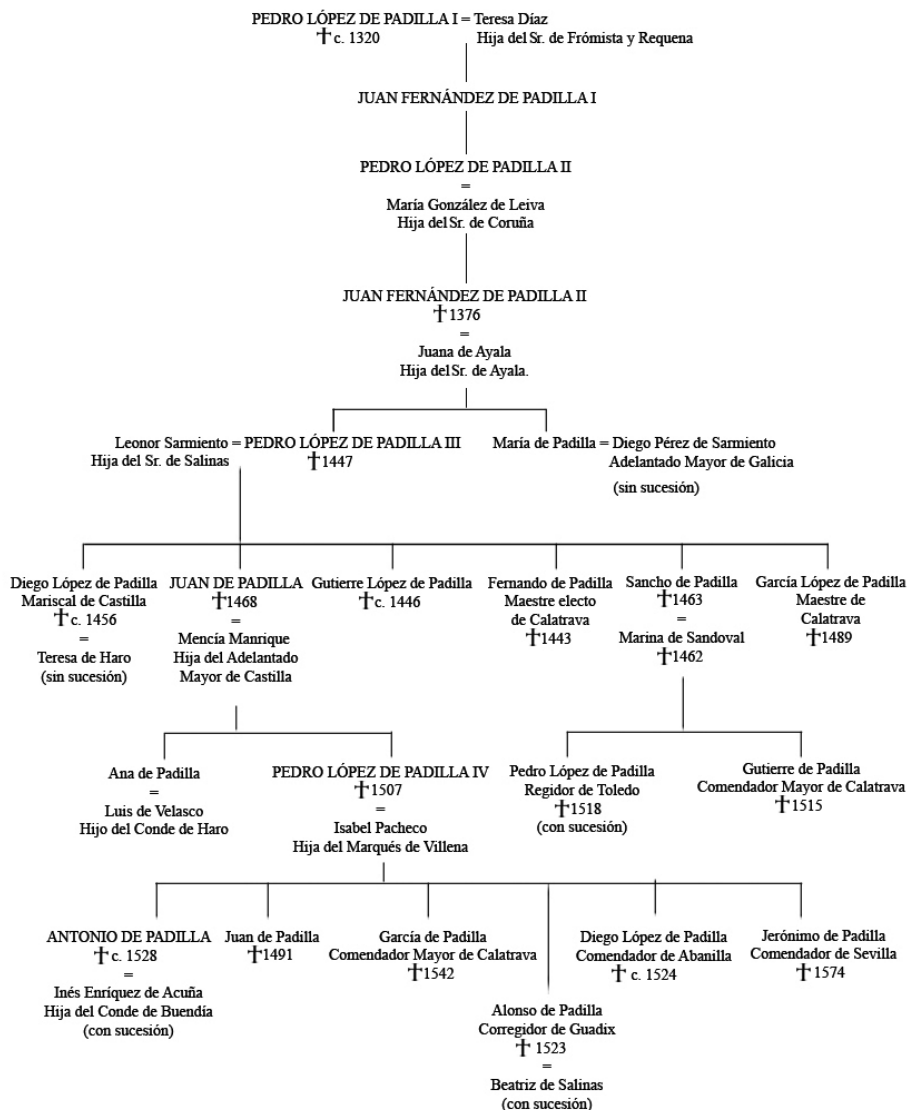 PEDRO LÓPEZ DE PADILLA I = Teresa Díaz
† c. 1320 Hija del Sr. de Frómista y Requena
JUAN FERNÁNDEZ DE PADILLA I
PEDRO LÓPEZ DE PADILLA II
=
María González de Leiva
Hija del Sr. de Coruña
JUAN FERNÁNDEZ DE PADILLA II
† 1376
=
Juana de Ayala
Hija del Sr. de Ayala.
Leonor Sarmiento = PEDRO LÓPEZ DE PADILLA III
Hija del Sr. de Salinas † 1447
María de Padilla = Diego Pérez de Sarmiento
Adelantado Mayor de Galicia
(sin sucesión)
Diego López de Padilla
Mariscal de Castilla
† c. 1456
=
Teresa de Haro
(sin sucesión)
JUAN DE PADILLA
† 1468
=
Mencía Manrique
Hija del Adelantado
Mayor de Castilla
Gutierre López de Padilla
† c. 1446
Fernando de Padilla
Maestre electo
de Calatrava
† 1443
Sancho de Padilla
† 1463
=
Marina de Sandoval
† 1462
García López de Padilla
Maestre de
Calatrava
† 1489
Ana de Padilla
=
Luis de Velasco
Hijo del Conde de Haro
PEDRO LÓPEZ DE PADILLA IV
† 1507
=
Isabel Pacheco
Hija del Marqués de Villena
Pedro López de Padilla
Regidor de Toledo
† 1518
(con sucesión)
Gutierre de Padilla
Comendador Mayor de Calatrava
† 1515
ANTONIO DE PADILLA
† c. 1528
=
Inés Enríquez de Acuña
Hija del Conde de Buendía
(con sucesión)
Juan de Padilla
† 1491
García de Padilla
Comendador Mayor de Calatrava
† 1542
Alonso de Padilla
Corregidor de Guadix
† 1523
=
Beatriz de Salinas
(con sucesión)
Diego López de Padilla
Comendador de Abanilla
† c. 1524
Jerónimo de Padilla
Comendador de Sevilla
† 1574